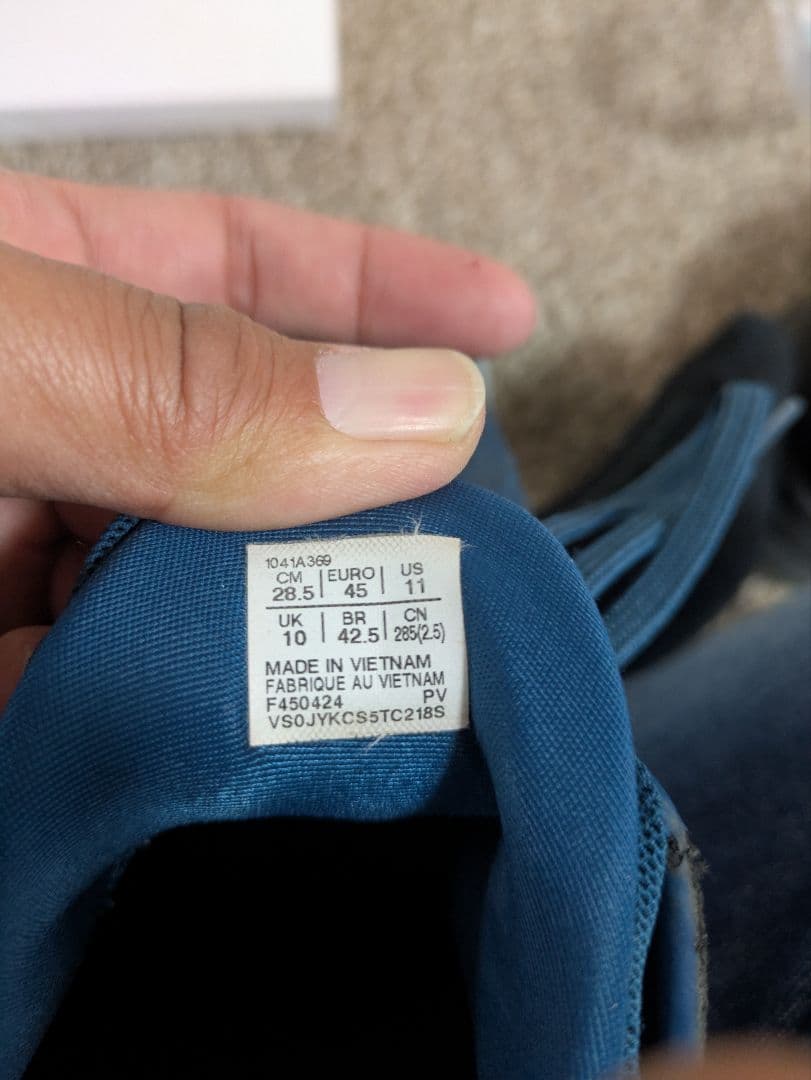 1041A369
CM | EURO | US
28.5 | 45 | 11
UK | BR | CN
10 | 42.5 | 285(2.5)
MADE IN VIETNAM
FABRIQUE AU VIETNAM
F450424 PV
VS0JYKCS5TC218S